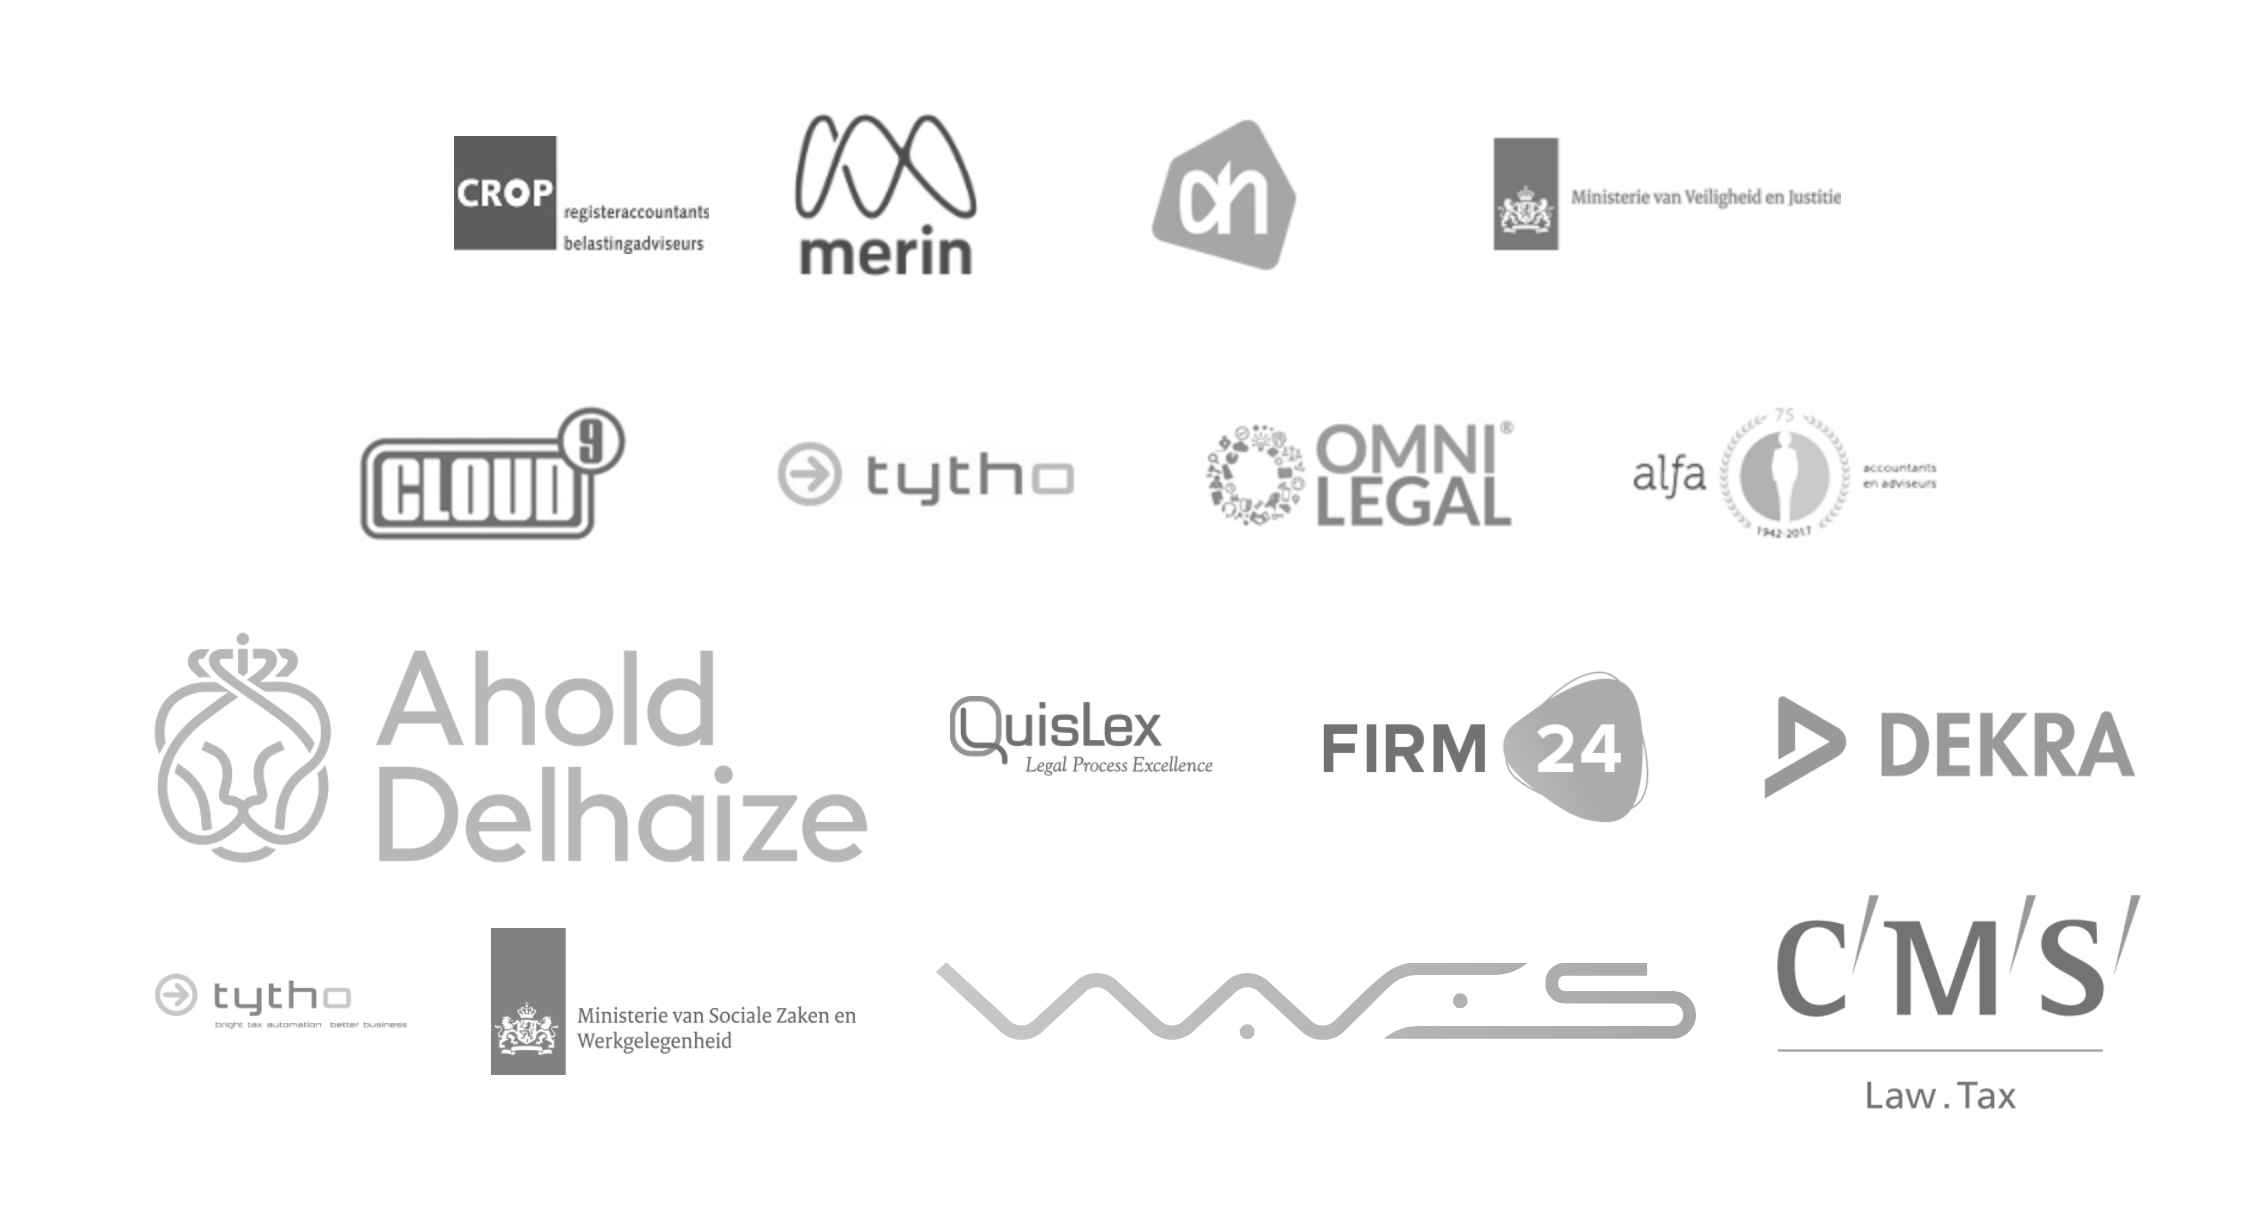 CROP
registeraccountants
belastingadviseurs
merin
ah
Ministerie van Veiligheid en Justitie
CLOUD 9
tytho
OMNI
LEGAL®
alfa
75
1942-2017
accountants
en adviseurs
Ahold
Delhaize
QuisLex
Legal Process Excellence
FIRM 24
DEKRA
tytho
bright tax automation better business
Ministerie van Sociale Zaken en
Werkgelegenheid
C/M/S/
Law.Tax